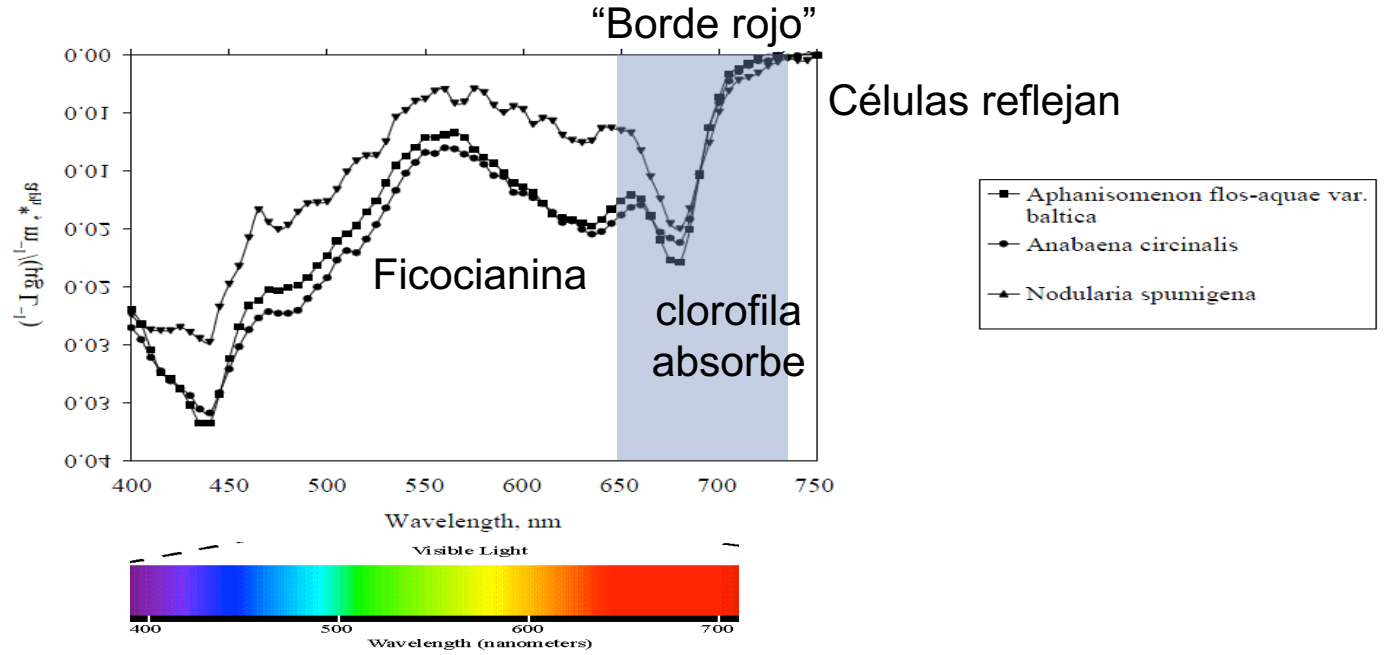 “Borde rojo”
0.00
0.01
0.01
0.02
0.02
0.03
0.03
0.04
Células reflejan
Ficocianina
clorofila
absorbe
400 450 500 550 600 650 700 750
Wavelength, nm
Aphanisomenon flos-aquae var.
baltica
Anabaena circinalis
Nodularia spumigena
Visible Light
400 500 600 700
Wavelength (nanometers)